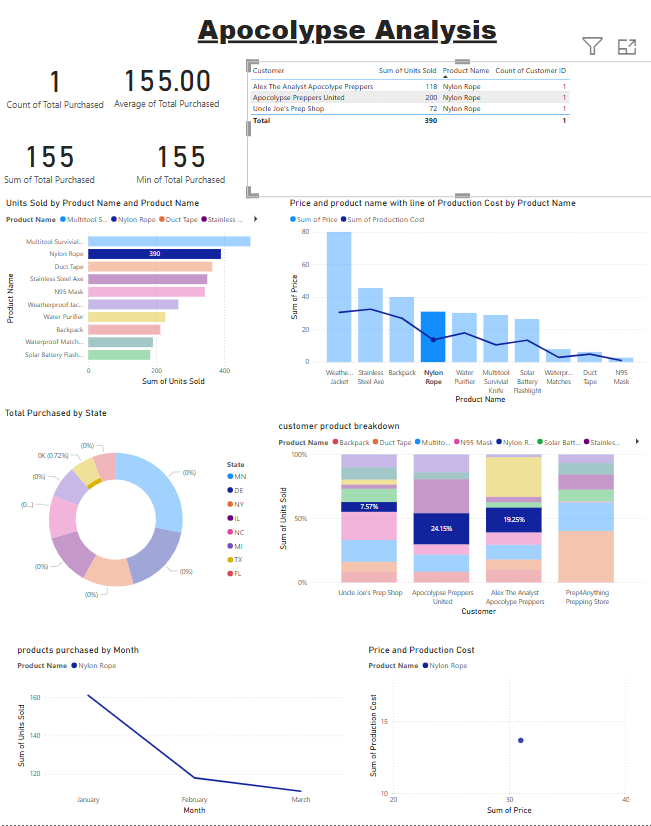 Apocolypse Analysis
1
Count of Total Purchased
155.00
Average of Total Purchased
155
Sum of Total Purchased
155
Min of Total Purchased
Customer Sum of Units Sold Product Name Count of Customer ID
Alex The Analyst Apocolype Preppers 118 Nylon Rope 1
Apocolypse Preppers United 200 Nylon Rope 1
Uncle Joe's Prep Shop 72 Nylon Rope 1
Total 390 1
Units Sold by Product Name and Product Name
Product Name Multitool S... Nylon Rope Duct Tape Stainless ...
Product Name
Multitool Survivial...
Nylon Rope 390
Duct Tape
Stainless Steel Axe
N95 Mask
Weatherproof Jac...
Water Purifier
Backpack
Waterproof Match...
Solar Battery Flash...
0 200 400
Sum of Units Sold
Price and product name with line of Production Cost by Product Name
Sum of Price Sum of Production Cost
Sum of Price
80
60
40
20
0
Weathe... Stainless Backpack Nylon Water Multitool Solar Waterpr... Duct N95
Jacket Steel Axe Rope Purifier Survivial Battery Matches Tape Mask
Knife Flashlight
Product Name
Total Purchased by State
(0%)
0K (0.72%)
(0%)
(0...)
(0%)
(0%)
(0%)
(0%)
State
MN
DE
NY
IL
NC
MI
TX
FL
customer product breakdown
Product Name Backpack Duct Tape Multito... N95 Mask Nylon R... Solar Batt... Stainles...
Sum of Units Sold
100%
50%
0%
7.57%
24.15%
19.25%
Uncle Joe's Prep Shop Apocolypse Preppers Alex The Analyst Prep4Anything
United Apocolype Preppers Prepping Store
Customer
products purchased by Month
Product Name Nylon Rope
Sum of Units Sold
160
140
120
January February March
Month
Price and Production Cost
Product Name Nylon Rope
Sum of Production Cost
15
10
20 30 40
Sum of Price